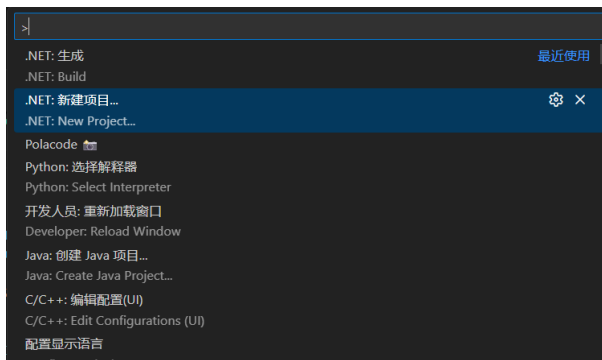 >
.NET: 生成 最近使用
.NET: Build
.NET: 新建项目...
.NET: New Project...
Polacode 📸
Python: 选择解释器
Python: Select Interpreter
开发人员: 重新加载窗口
Developer: Reload Window
Java: 创建 Java 项目...
Java: Create Java Project...
C/C++: 编辑配置(UI)
C/C++: Edit Configurations (UI)
配置显示语言